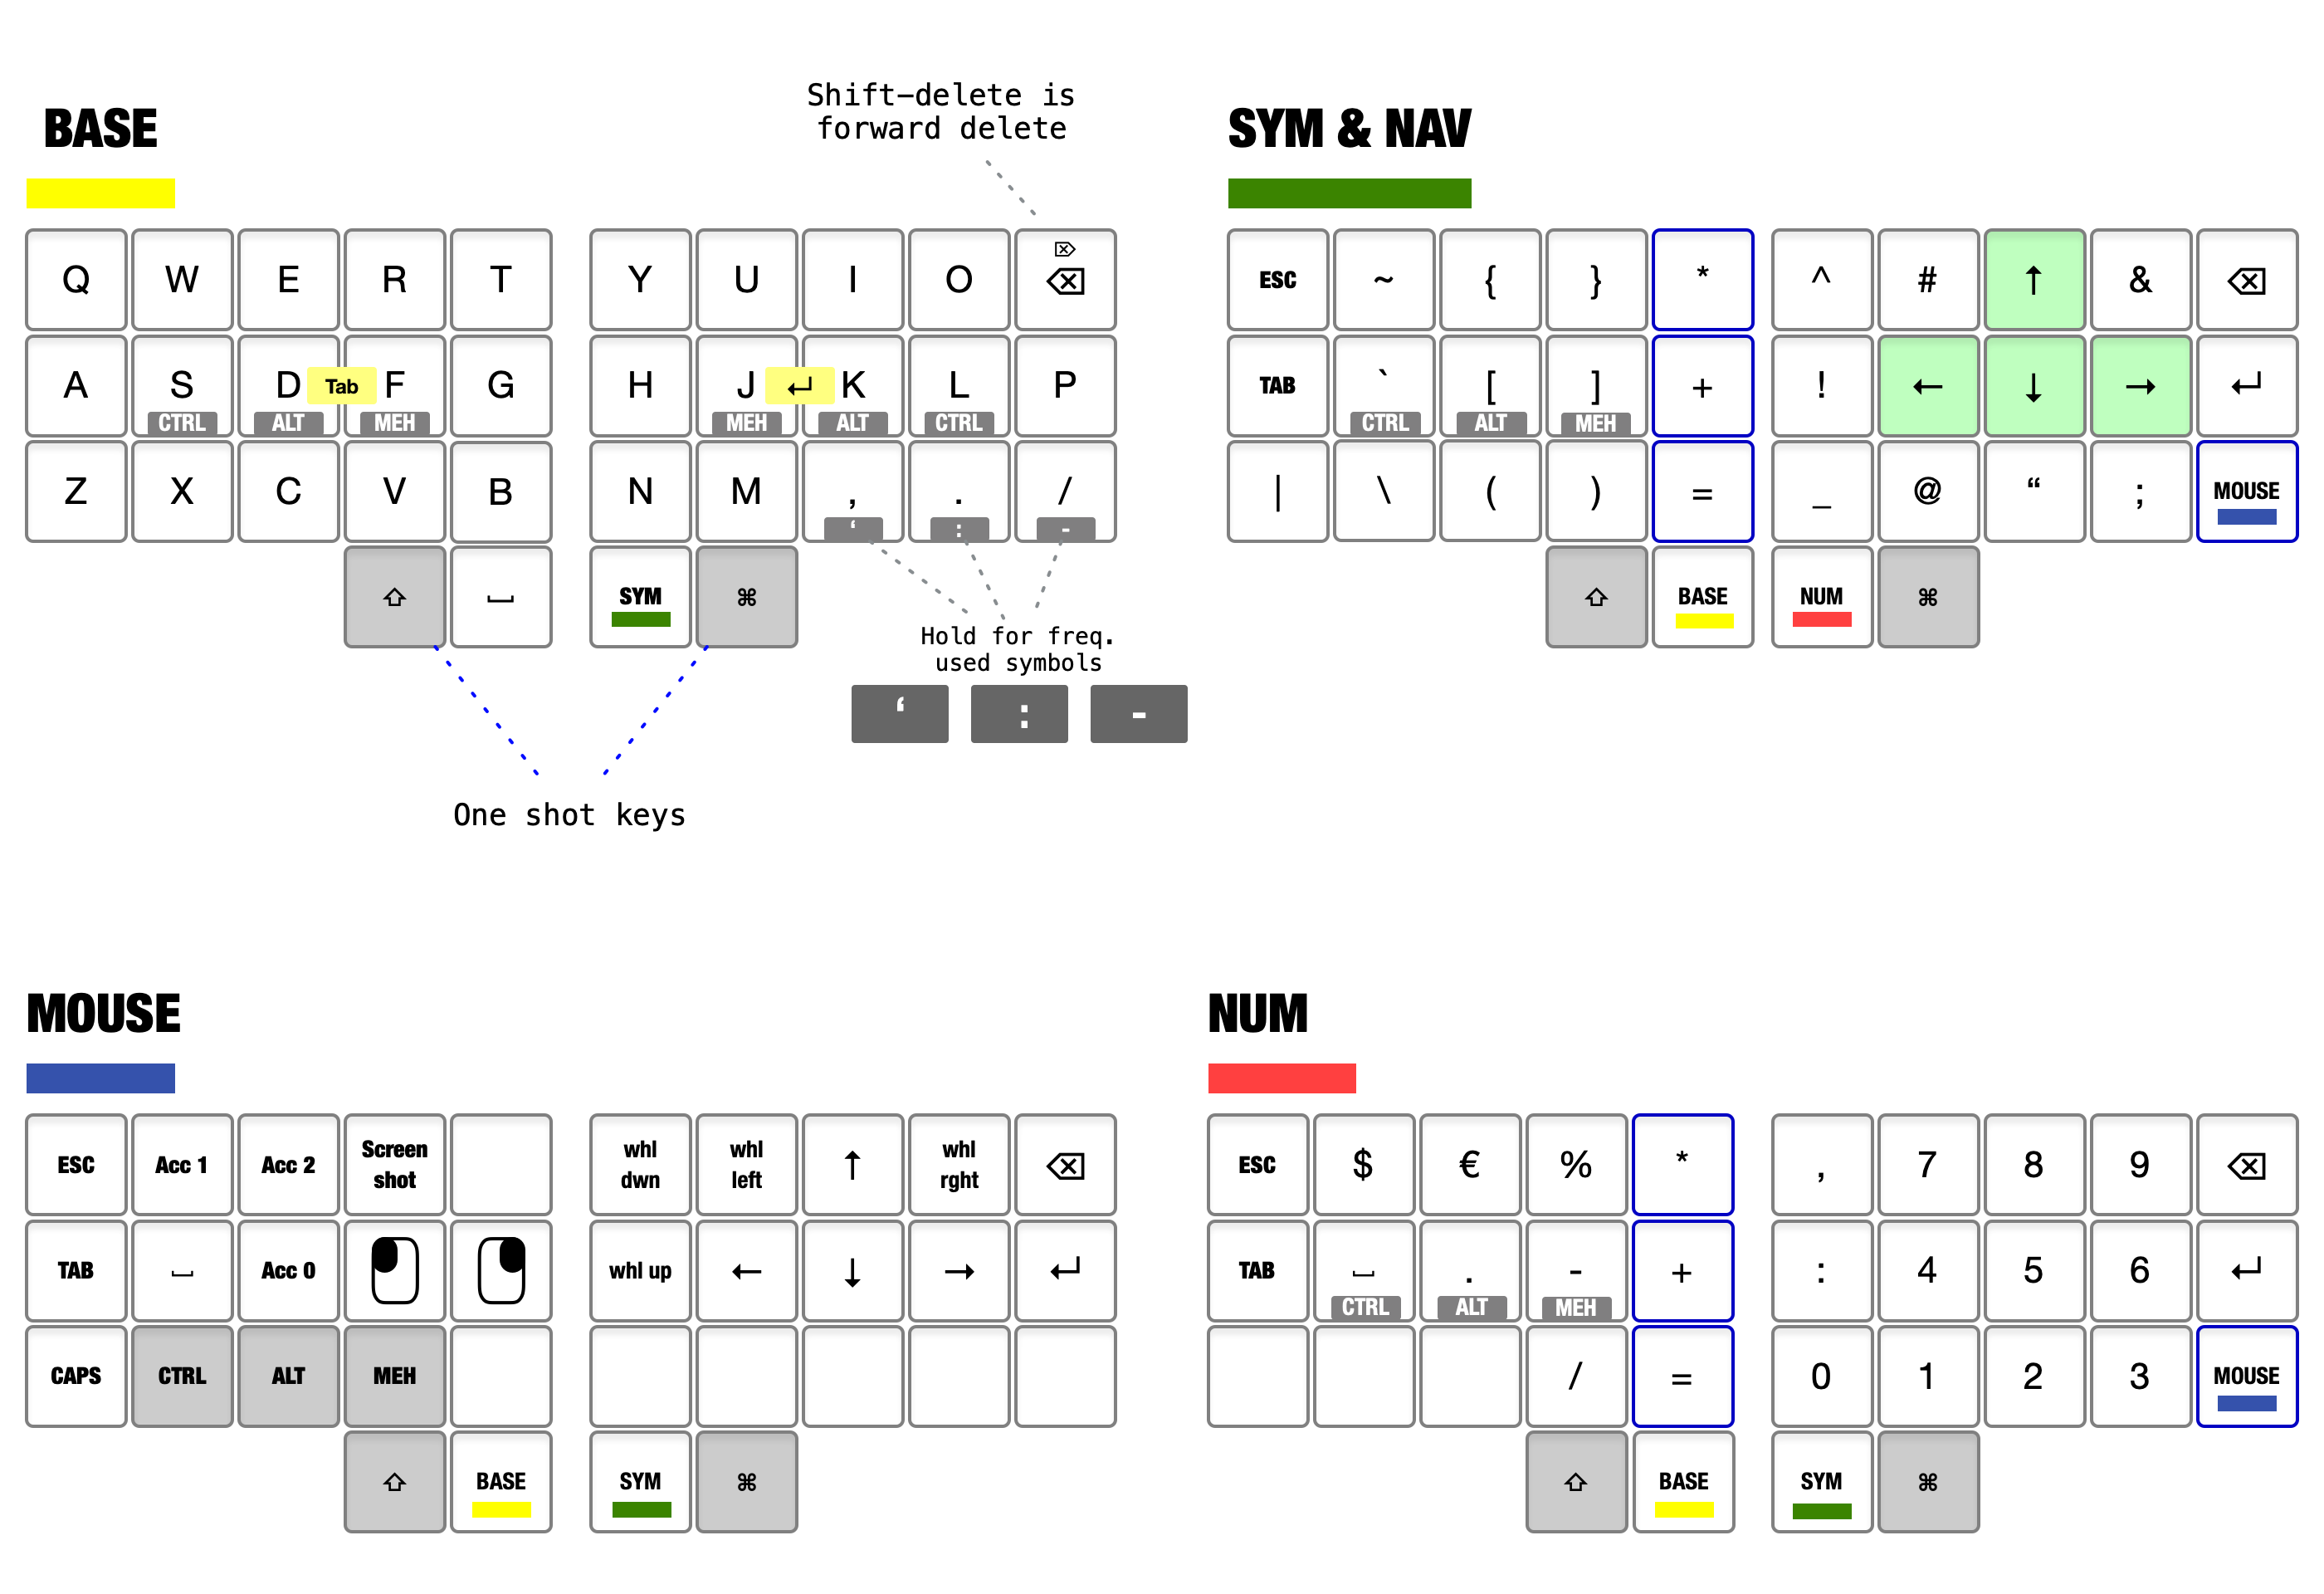 Shift-delete is
forward delete
BASE
SYM & NAV
Q W E R T Y U I O ⌦ ⌫
ESC ~ { } * ^ # ↑ & ⌫
A S D Tab F G H J ↵ K L P
CTRL ALT MEH MEH ALT CTRL
TAB ` [ ] + ! ← ↓ → ↵
CTRL ALT MEH
Z X C V B N M , . /
‘ : -
| \ ( ) = _ @ “ ; MOUSE
⇧ ⎵ SYM ⌘
⇧ BASE NUM ⌘
Hold for freq.
used symbols
‘ : -
One shot keys
MOUSE
NUM
ESC Acc 1 Acc 2 Screen
shot
whl
dwn
whl
left
↑
whl
rght
⌫
ESC $ € % * , 7 8 9 ⌫
TAB ⎵ Acc 0 whl up ← ↓ → ↵
TAB ⎵ . - + : 4 5 6 ↵
CTRL ALT MEH
CAPS CTRL ALT MEH
/ = 0 1 2 3 MOUSE
⇧ BASE SYM ⌘
⇧ BASE SYM ⌘